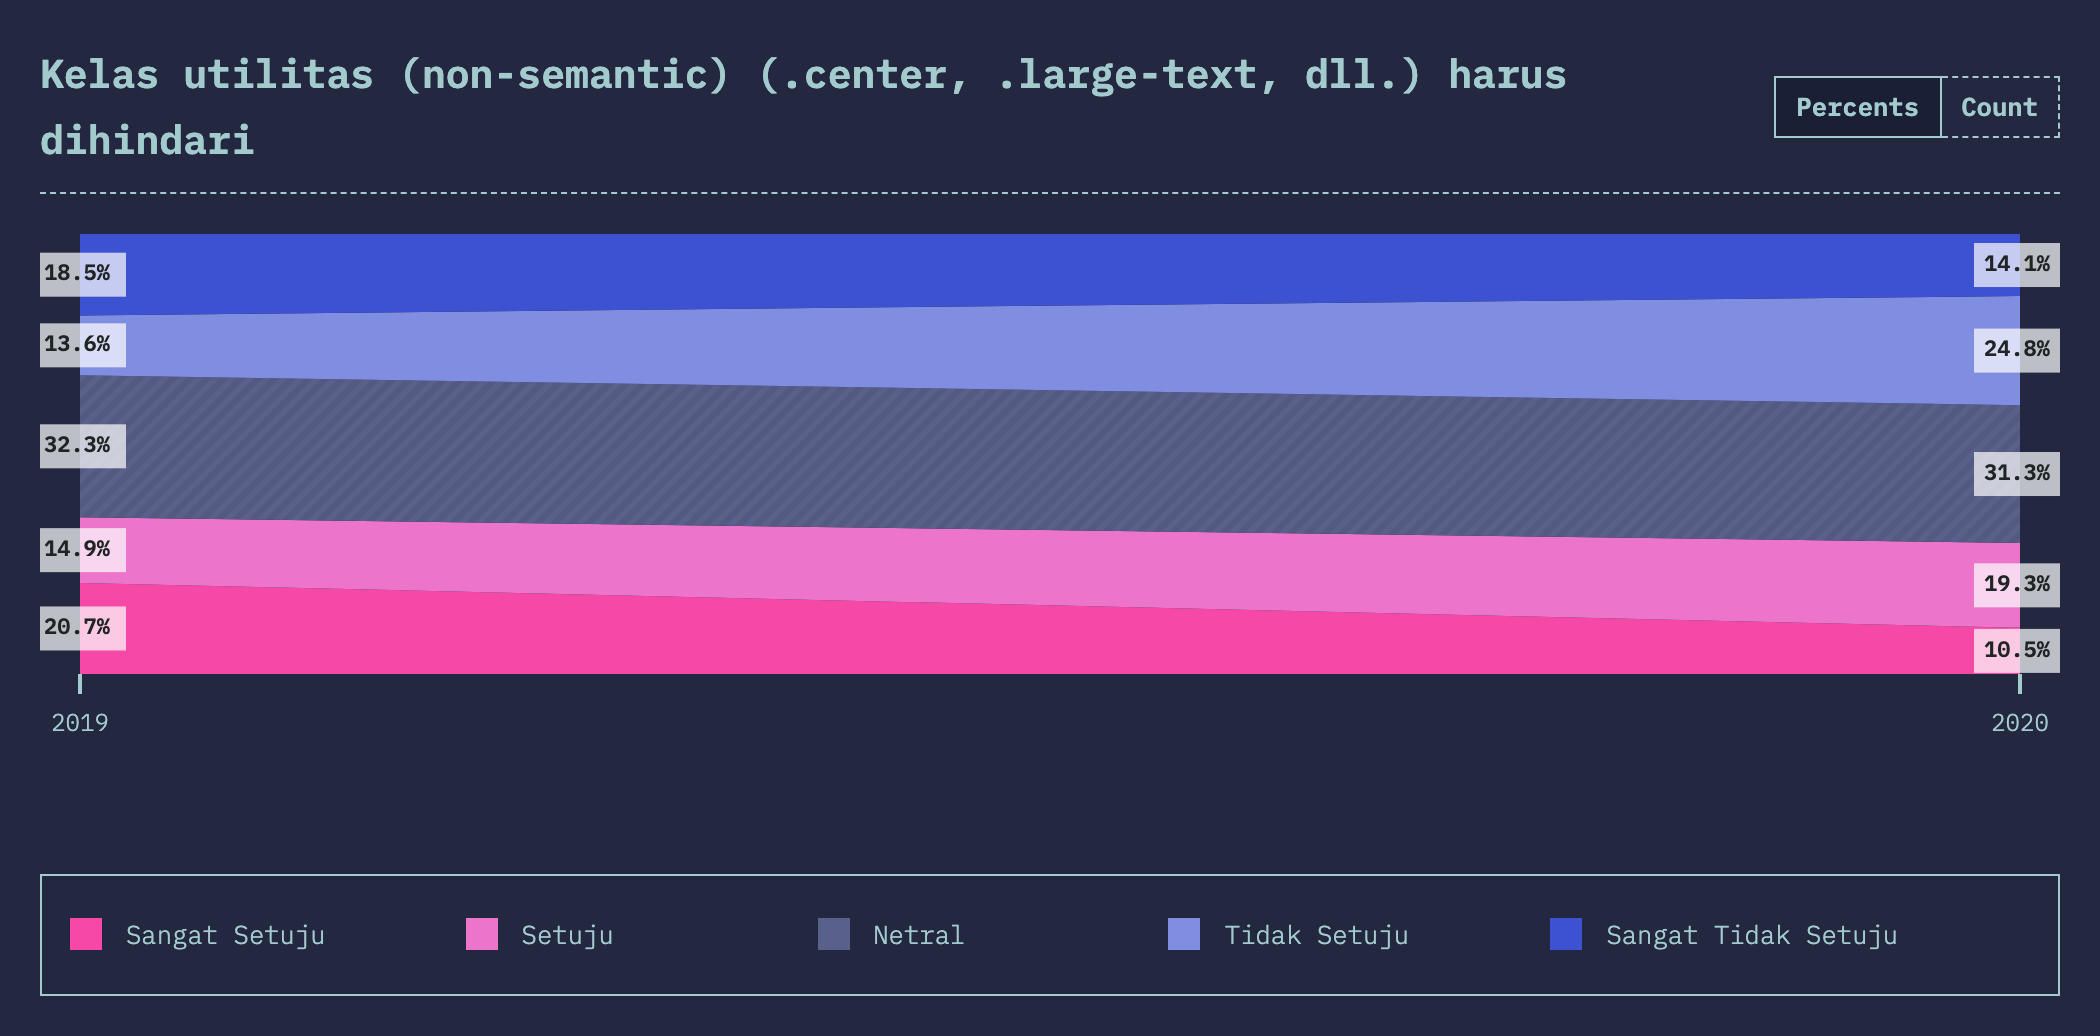 Kelas utilitas (non-semantic) (.center, .large-text, dll.) harus
dihindari
Percents
Count
18.5%
13.6%
32.3%
14.9%
20.7%
14.1%
24.8%
31.3%
19.3%
10.5%
2019
2020
Sangat Setuju
Setuju
Netral
Tidak Setuju
Sangat Tidak Setuju